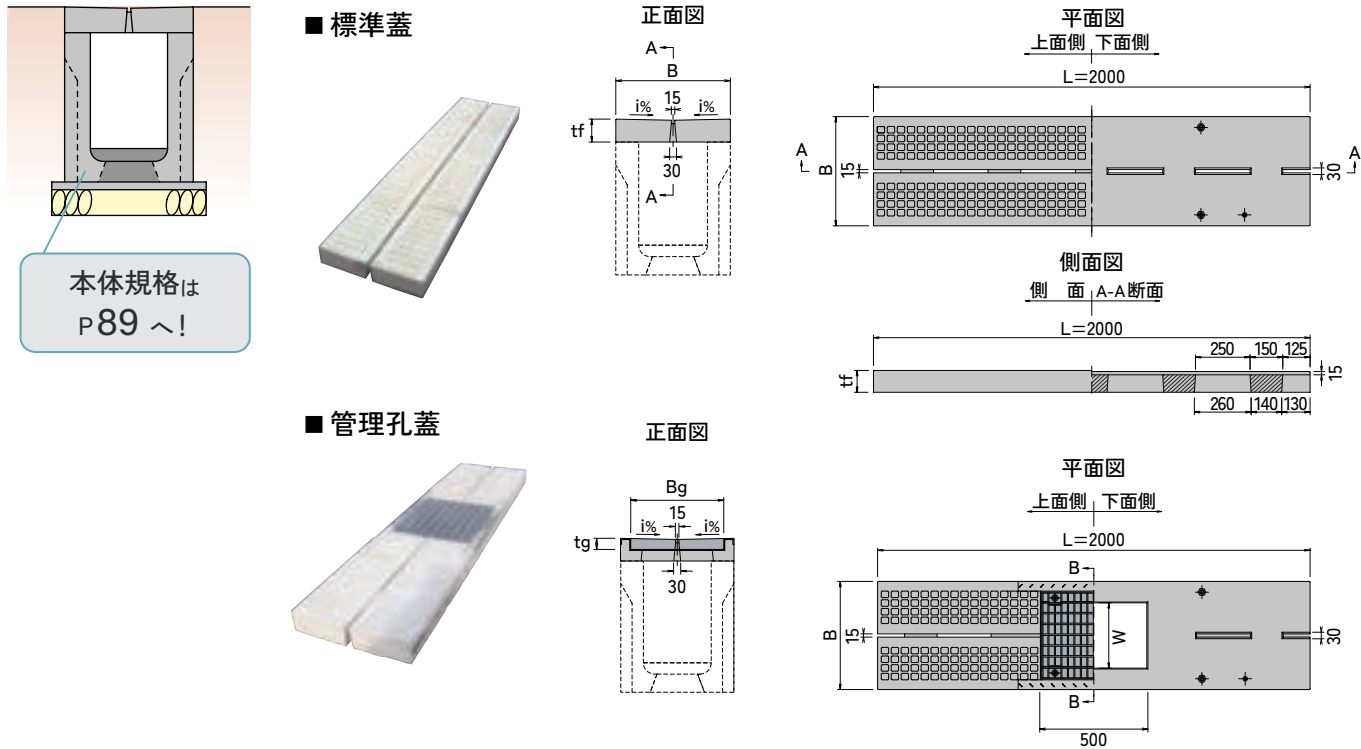 本体規格は
P89 へ!
■ 標準蓋
正面図
A
B
15
i% i%
tf
30
A
平面図
上面側 下面側
L=2000
A
B
15
30
A
側面図
側 面 A-A断面
L=2000
250 150 125
tf
15
260 140 130
■ 管理孔蓋
正面図
Bg
15
i% i%
tg
30
平面図
上面側 下面側
L=2000
B
B
15
W
30
B
500